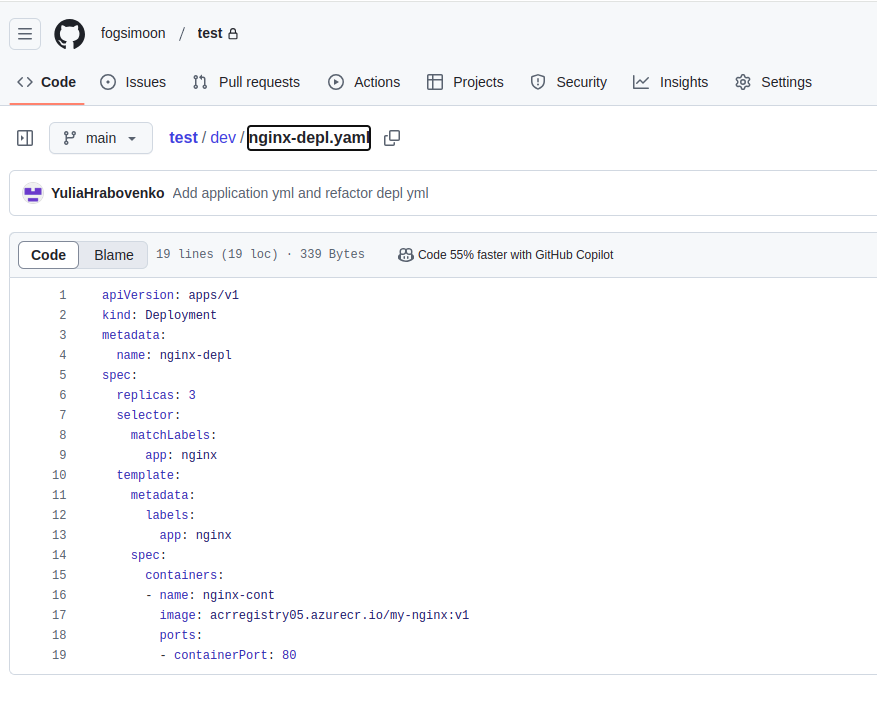 fogsimoon / test
Code Issues Pull requests Actions Projects Security Insights Settings
main test / dev / nginx-depl.yaml
YuliaHrabovenko Add application yml and refactor depl yml
Code Blame 19 lines (19 loc) · 339 Bytes Code 55% faster with GitHub Copilot
1 apiVersion: apps/v1
2 kind: Deployment
3 metadata:
4   name: nginx-depl
5 spec:
6   replicas: 3
7   selector:
8     matchLabels:
9       app: nginx
10   template:
11     metadata:
12       labels:
13         app: nginx
14     spec:
15       containers:
16       - name: nginx-cont
17         image: acrregistry05.azurecr.io/my-nginx:v1
18         ports:
19         - containerPort: 80